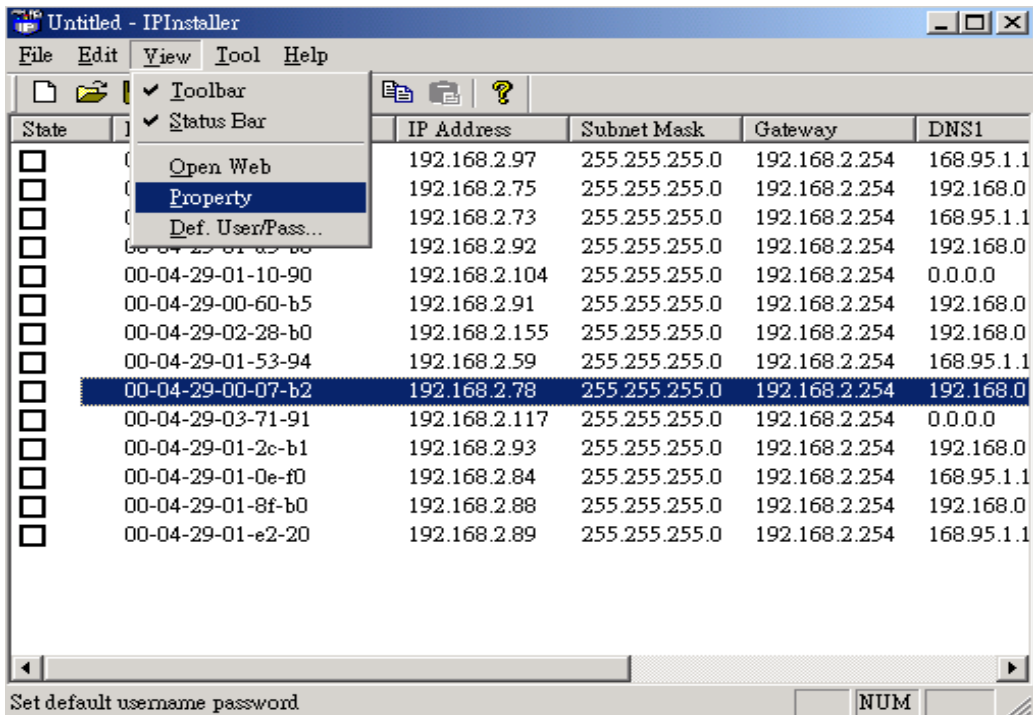 Untitled - IPInstaller
File Edit View Tool Help
Toolbar
Status Bar
Open Web
Property
Def. User/Pass...
State IP Address Subnet Mask Gateway DNS1
192.168.2.97 255.255.255.0 192.168.2.254 168.95.1.1
192.168.2.75 255.255.255.0 192.168.2.254 192.168.0
192.168.2.73 255.255.255.0 192.168.2.254 168.95.1.1
192.168.2.92 255.255.255.0 192.168.2.254 192.168.0
00-04-29-01-10-90 192.168.2.104 255.255.255.0 192.168.2.254 0.0.0.0
00-04-29-00-60-b5 192.168.2.91 255.255.255.0 192.168.2.254 192.168.0
00-04-29-02-28-b0 192.168.2.155 255.255.255.0 192.168.2.254 192.168.0
00-04-29-01-53-94 192.168.2.59 255.255.255.0 192.168.2.254 168.95.1.1
00-04-29-00-07-b2 192.168.2.78 255.255.255.0 192.168.2.254 192.168.0
00-04-29-03-71-91 192.168.2.117 255.255.255.0 192.168.2.254 0.0.0.0
00-04-29-01-2c-b1 192.168.2.93 255.255.255.0 192.168.2.254 192.168.0
00-04-29-01-0e-f0 192.168.2.84 255.255.255.0 192.168.2.254 168.95.1.1
00-04-29-01-8f-b0 192.168.2.88 255.255.255.0 192.168.2.254 192.168.0
00-04-29-01-e2-20 192.168.2.89 255.255.255.0 192.168.2.254 168.95.1.1
Set default username password NUM